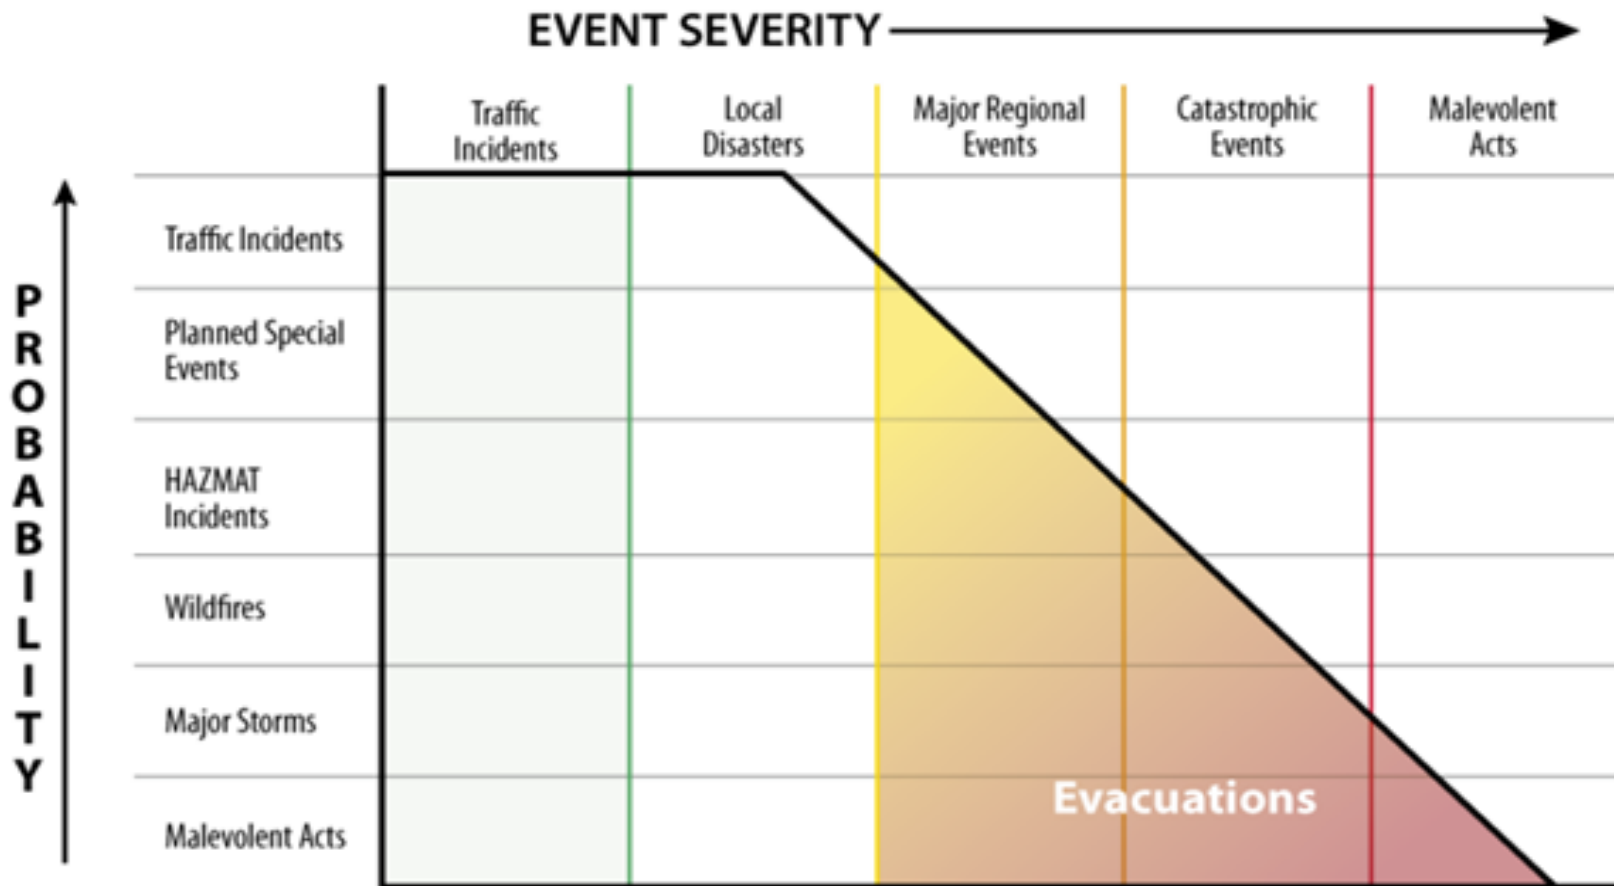 EVENT SEVERITY
Traffic
Incidents
Local
Disasters
Major Regional
Events
Catastrophic
Events
Malevolent
Acts
PROBABILITY
Traffic Incidents
Planned Special
Events
HAZMAT
Incidents
Wildfires
Major Storms
Malevolent Acts
Evacuations